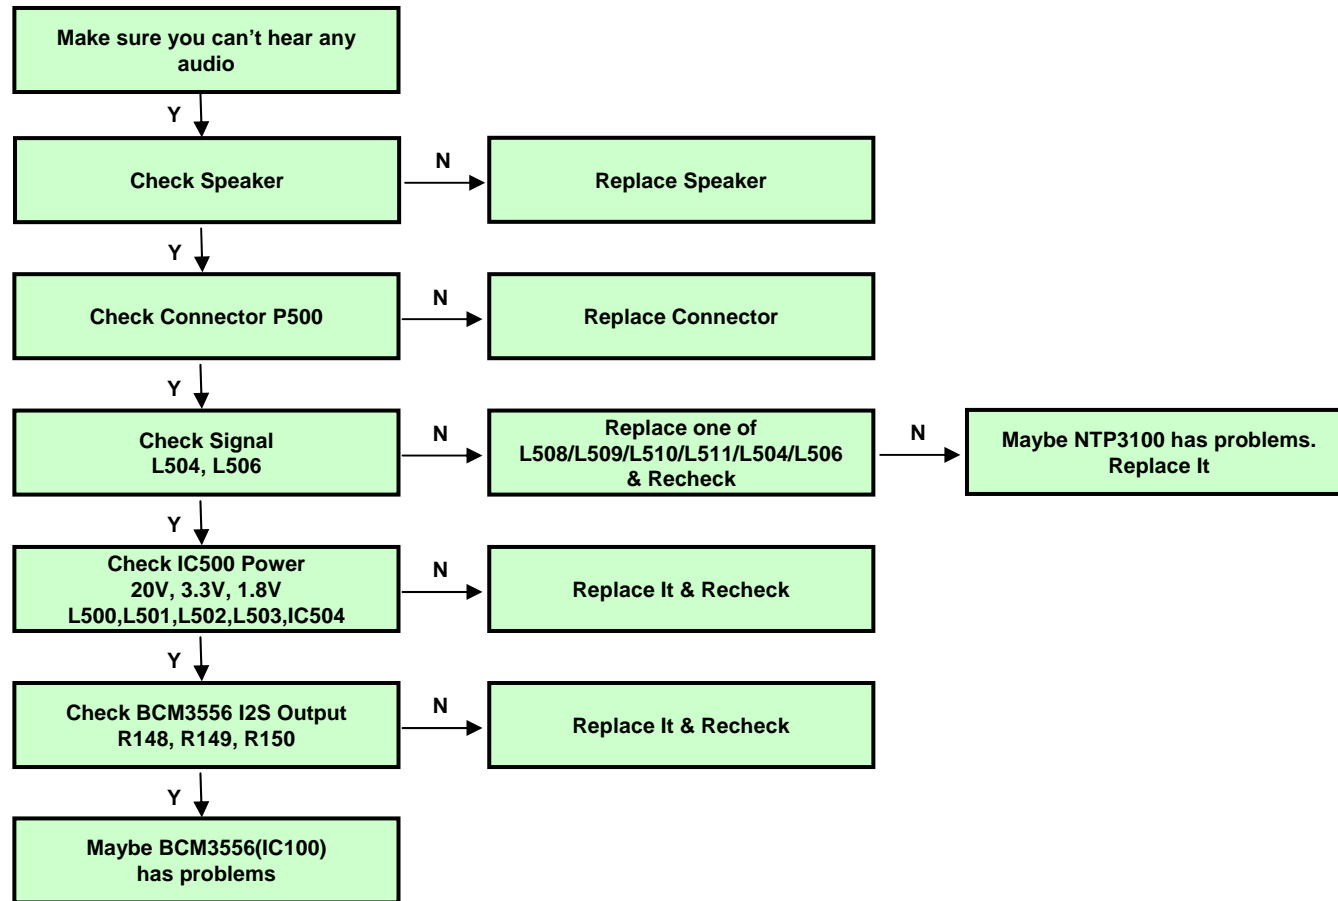 Make sure you can't hear any
audio
Y
Check Speaker
N
Replace Speaker
Y
Check Connector P500
N
Replace Connector
Y
Check Signal
L504, L506
N
Replace one of
L508/L509/L510/L511/L504/L506
& Recheck
N
Maybe NTP3100 has problems.
Replace It
Y
Check IC500 Power
20V, 3.3V, 1.8V
L500,L501,L502,L503,IC504
N
Replace It & Recheck
Y
Check BCM3556 I2S Output
R148, R149, R150
N
Replace It & Recheck
Y
Maybe BCM3556(IC100)
has problems